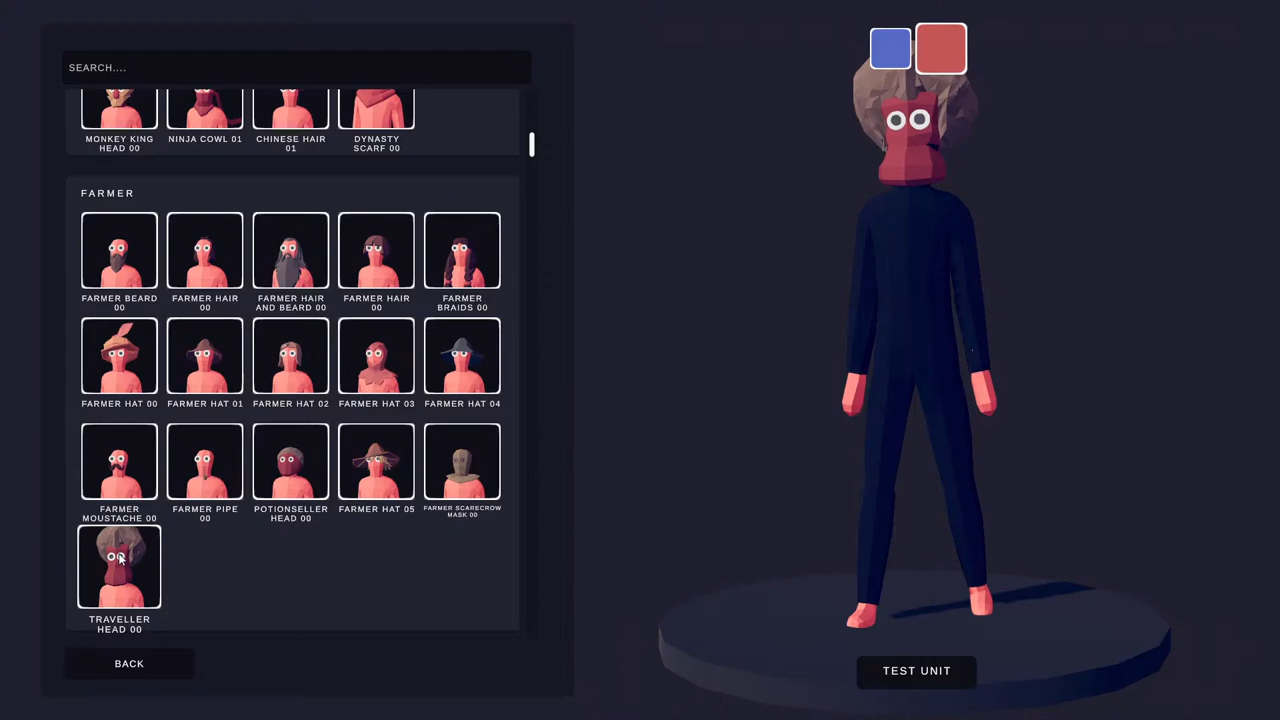 SEARCH....
MONKEY KING
HEAD 00
NINJA COWL 01
CHINESE HAIR
01
DYNASTY
SCARF 00
FARMER
FARMER BEARD
00
FARMER HAIR
00
FARMER HAIR
AND BEARD 00
FARMER HAIR
00
FARMER
BRAIDS 00
FARMER HAT 00
FARMER HAT 01
FARMER HAT 02
FARMER HAT 03
FARMER HAT 04
FARMER
MOUSTACHE 00
FARMER PIPE
00
POTIONSELLER
HEAD 00
FARMER HAT 05
FARMER SCARECROW
MASK 00
TRAVELLER
HEAD 00
BACK
TEST UNIT